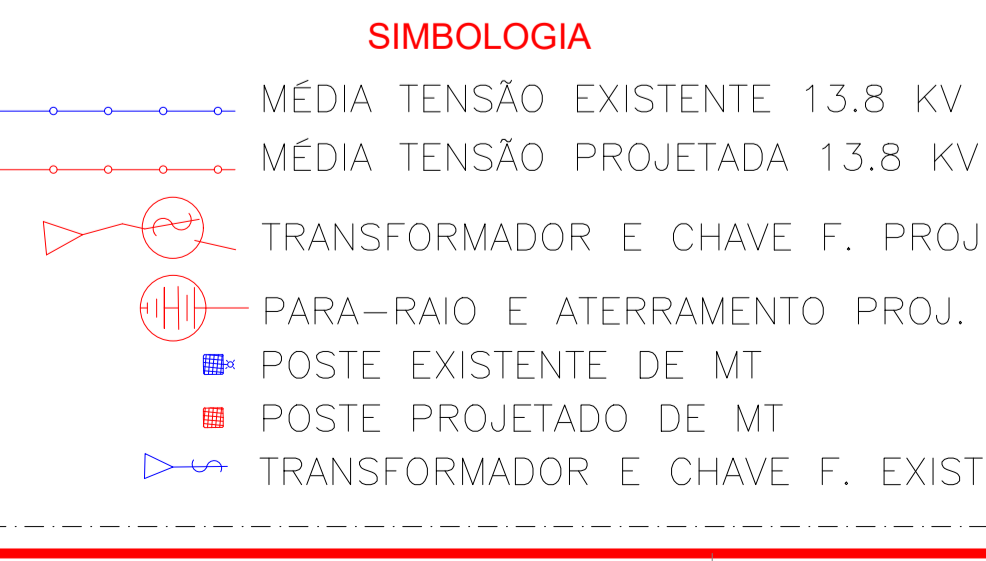 SIMBOLOGIA
MÉDIA TENSÃO EXISTENTE 13.8 KV
MÉDIA TENSÃO PROJETADA 13.8 KV
TRANSFORMADOR E CHAVE F. PROJ
PARA-RAIO E ATERRAMENTO PROJ.
POSTE EXISTENTE DE MT
POSTE PROJETADO DE MT
TRANSFORMADOR E CHAVE F. EXIST